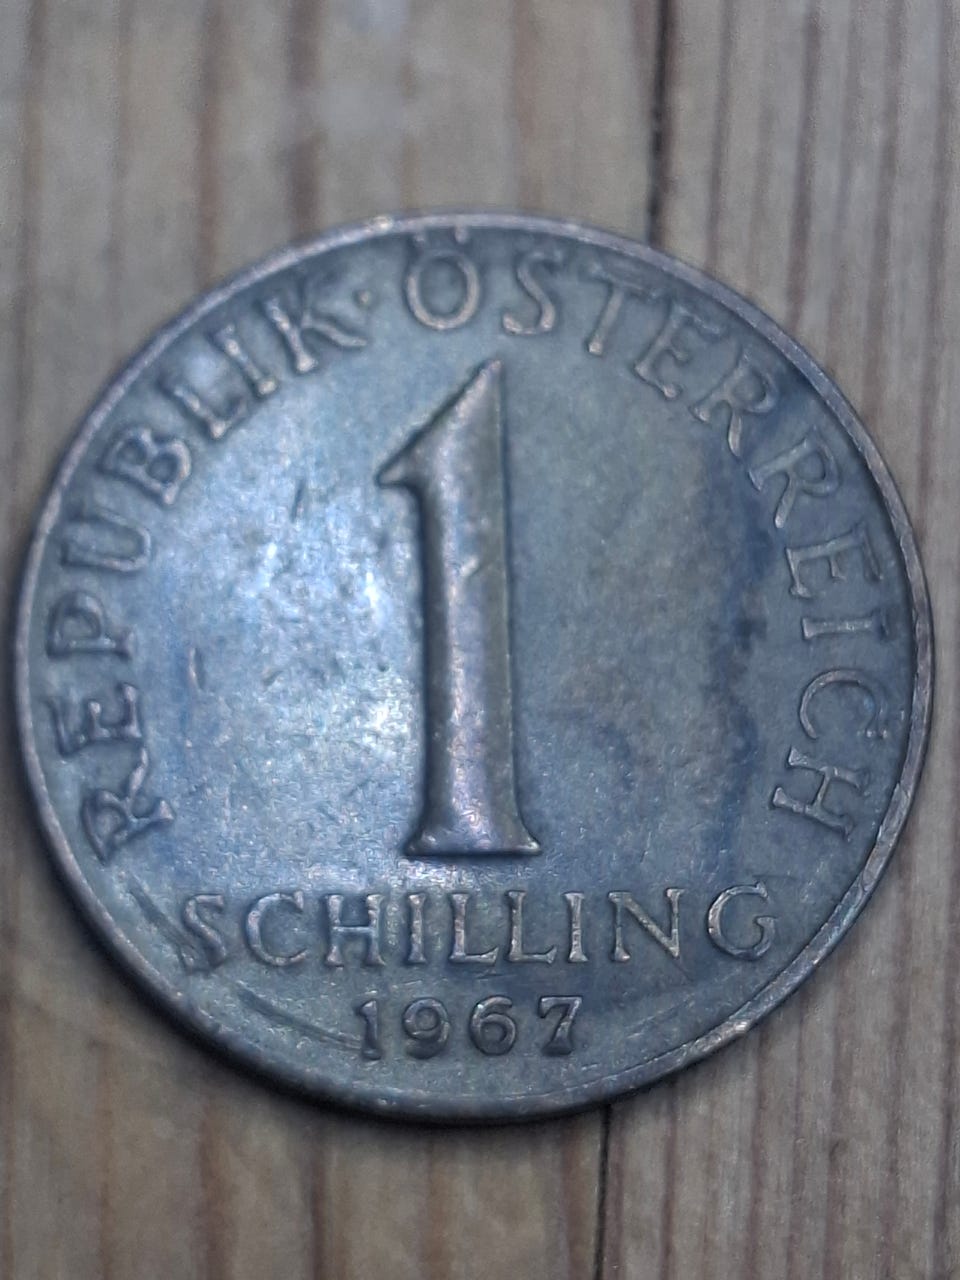 REPUBLIK · ÖSTERREICH
1
SCHILLING
1967